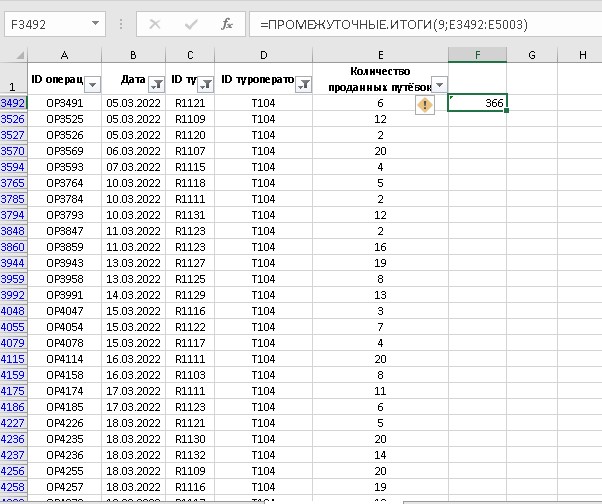 F3492 fx =ПРОМЕЖУТОЧНЫЕ.ИТОГИ(9;E3492:E5003)
A B C D E F G H
1 ID операц Дата ID ту ID туроперато Количество проданных путёвок
3492 OP3491 05.03.2022 R1121 T104 6 366
3526 OP3525 05.03.2022 R1109 T104 12
3527 OP3526 05.03.2022 R1120 T104 2
3570 OP3569 06.03.2022 R1107 T104 20
3594 OP3593 07.03.2022 R1115 T104 4
3765 OP3764 10.03.2022 R1118 T104 5
3785 OP3784 10.03.2022 R1111 T104 2
3794 OP3793 10.03.2022 R1131 T104 12
3848 OP3847 11.03.2022 R1123 T104 2
3860 OP3859 11.03.2022 R1123 T104 16
3944 OP3943 13.03.2022 R1127 T104 19
3959 OP3958 13.03.2022 R1125 T104 8
3992 OP3991 14.03.2022 R1129 T104 13
4048 OP4047 15.03.2022 R1116 T104 3
4055 OP4054 15.03.2022 R1122 T104 7
4079 OP4078 15.03.2022 R1117 T104 4
4115 OP4114 16.03.2022 R1111 T104 20
4159 OP4158 16.03.2022 R1103 T104 8
4175 OP4174 17.03.2022 R1111 T104 11
4186 OP4185 17.03.2022 R1123 T104 6
4227 OP4226 18.03.2022 R1121 T104 5
4236 OP4235 18.03.2022 R1130 T104 20
4237 OP4236 18.03.2022 R1132 T104 14
4256 OP4255 18.03.2022 R1109 T104 20
4258 OP4257 18.03.2022 R1116 T104 19